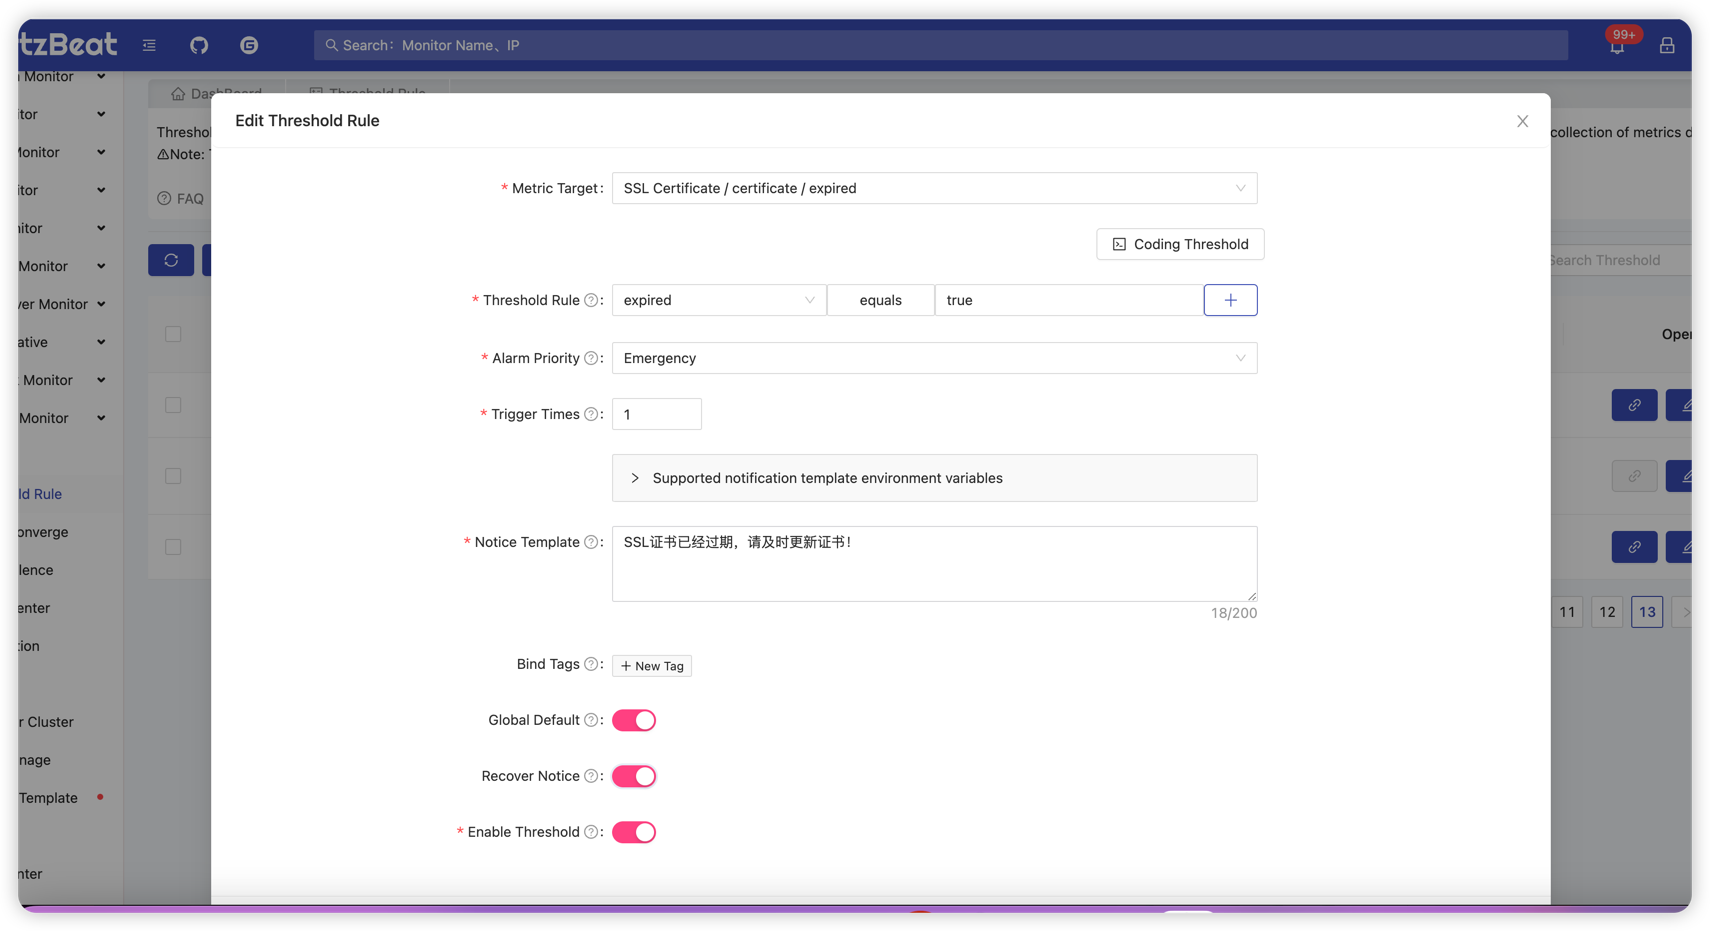 tzBeat
Search：Monitor Name、IP
99+
Monitor
itor
Monitor
itor
nitor
Monitor
ver Monitor
ative
Monitor
Monitor
ld Rule
onverge
lence
enter
tion
r Cluster
nage
Template
nter
DashBoard
Threshold Rule
Threshol
Note:
FAQ
collection of metrics d
Search Threshold
Oper
11
12
13
Edit Threshold Rule
* Metric Target: SSL Certificate / certificate / expired
Coding Threshold
* Threshold Rule ? : expired equals true +
* Alarm Priority ? : Emergency
* Trigger Times ? : 1
> Supported notification template environment variables
* Notice Template ? : SSL证书已经过期，请及时更新证书！
18/200
Bind Tags ? : + New Tag
Global Default ? :
Recover Notice ? :
* Enable Threshold ? :